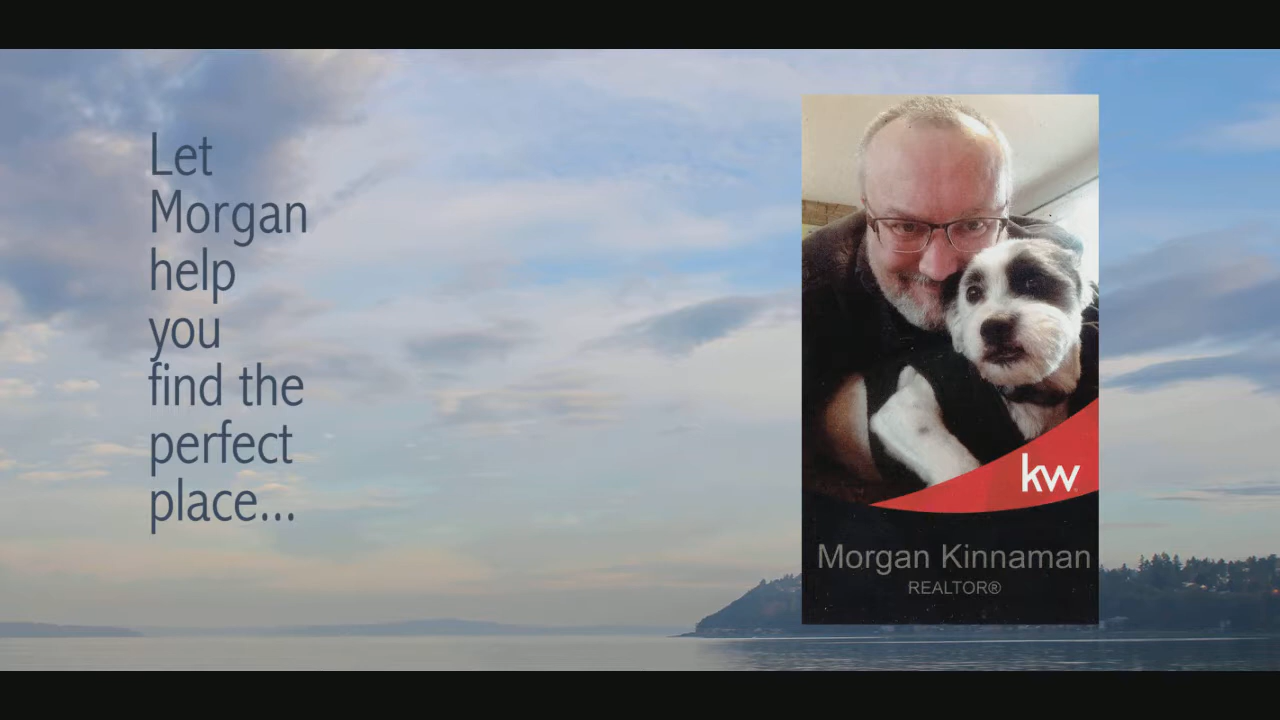 Let
Morgan
help
you
find the
perfect
place...
kw
Morgan Kinnaman
REALTOR®